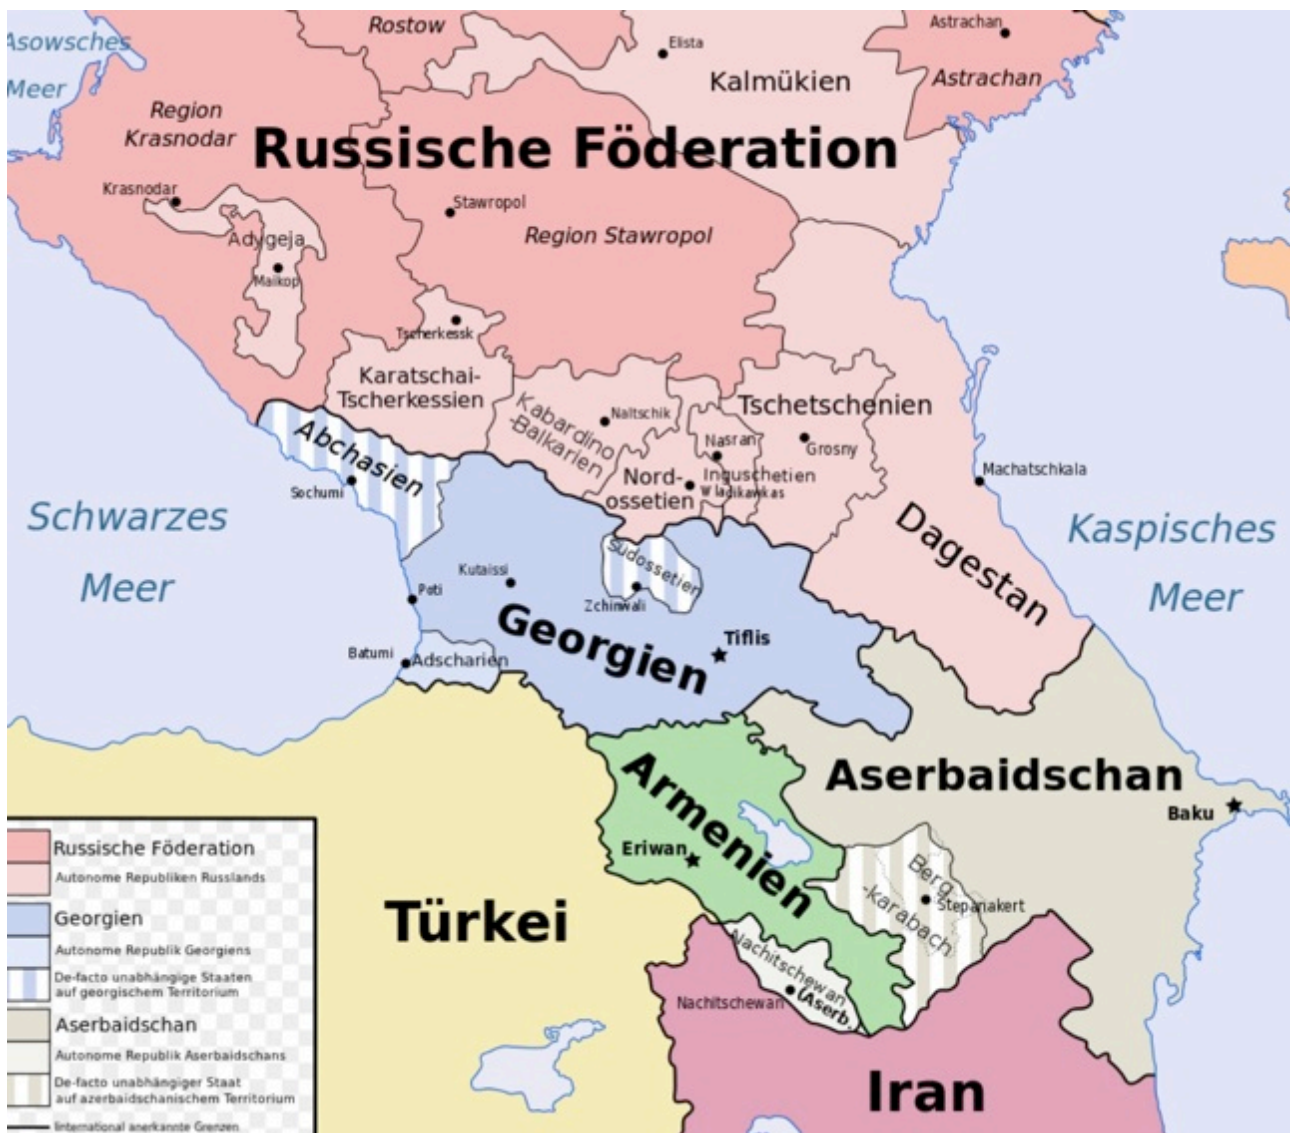 Asowsches
Meer
Rostow
Elista
Astrachan
Kalmükien
Astrachan
Region
Krasnodar
Russische Föderation
Krasnodar
Stawropol
Adygeja
Region Stawropol
Maikop
Tscherkessk
Karatschai-
Tscherkessien
Kabardino
-Balkarien
Naltschik
Tschetschenien
Nasran
Grosny
Abchasien
Sochumi
Nord-
ossetien
Inguschetien
Wladikawkas
Machatschkala
Schwarzes
Meer
Kaspisches
Meer
Dagestan
Südossetien
Kutaissi
Zchinwali
Poti
Georgien
Tiflis
Batumi
Adscharien
Armenien
Aserbaidschan
Baku
Eriwan
Berg
-karabach
Stepanakert
Türkei
Nachitschewan
(Aserb.
Nachitschewan
Iran
Russische Föderation
Autonome Republiken Russlands
Georgien
Autonome Republik Georgiens
De-facto unabhängige Staaten
auf georgischem Territorium
Aserbaidschan
Autonome Republik Aserbaidschans
De-facto unabhängiger Staat
auf azerbaidschanischem Territorium
International anerkannte Grenzen